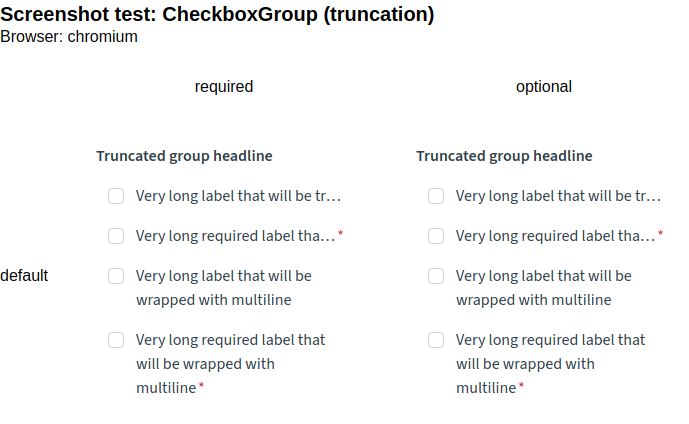 Screenshot test: CheckboxGroup (truncation)
Browser: chromium
required optional
Truncated group headline Truncated group headline
Very long label that will be tr… Very long label that will be tr…
Very long required label tha…* Very long required label tha…*
default
Very long label that will be Very long label that will be
wrapped with multiline wrapped with multiline
Very long required label that Very long required label that
will be wrapped with will be wrapped with
multiline* multiline*